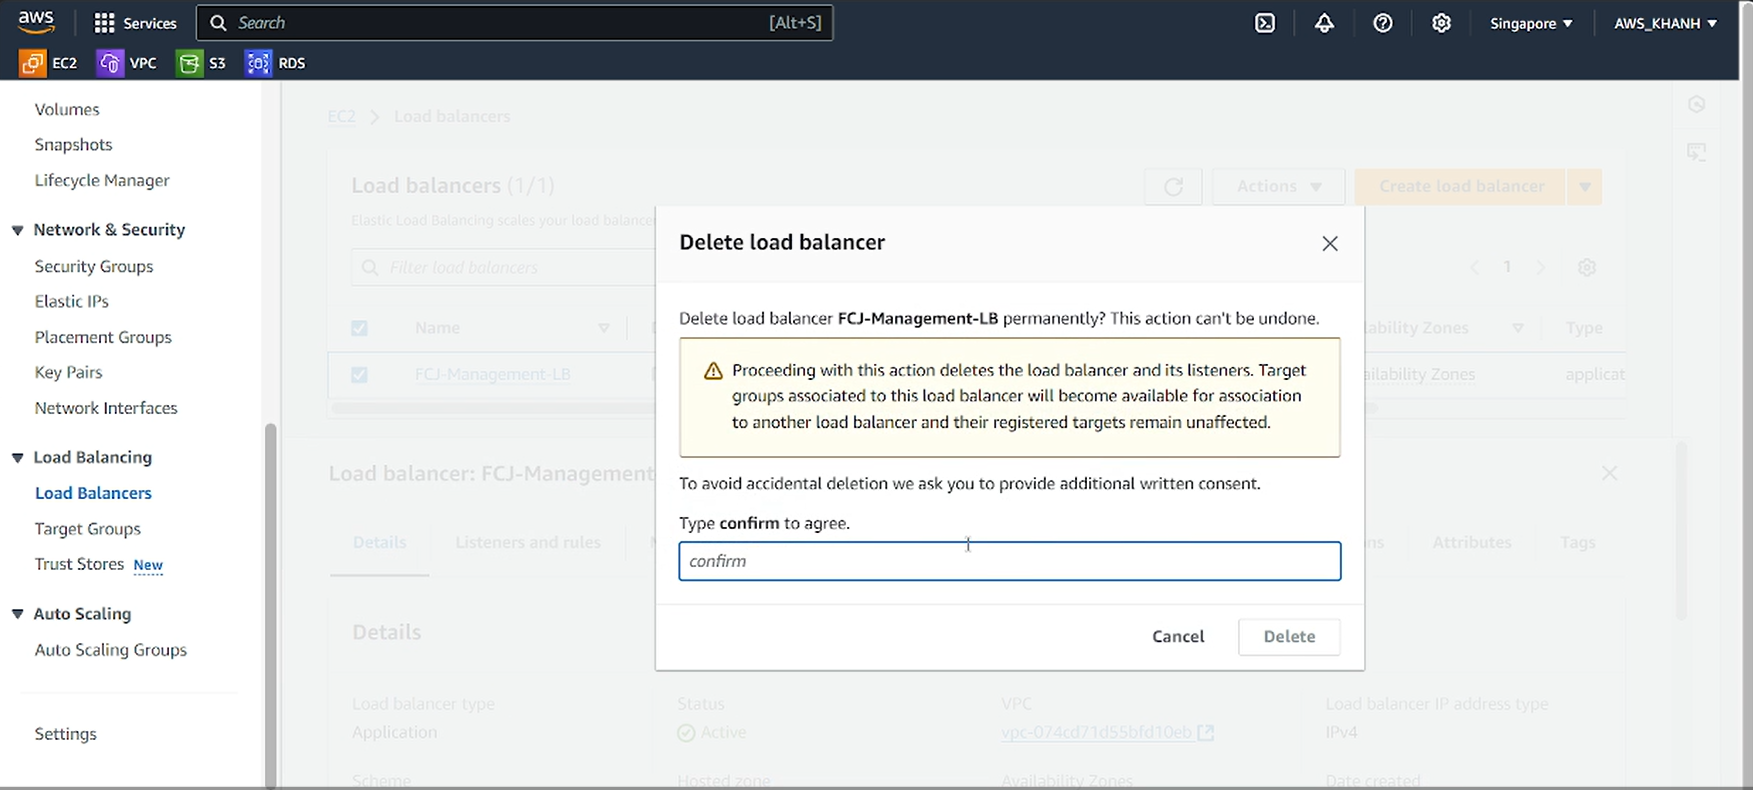 aws
Services
Search
[Alt+S]
Singapore
AWS_KHANH
EC2
VPC
S3
RDS
Volumes
Snapshots
Lifecycle Manager
Network & Security
Security Groups
Elastic IPs
Placement Groups
Key Pairs
Network Interfaces
Load Balancing
Load Balancers
Target Groups
Trust Stores New
Auto Scaling
Auto Scaling Groups
Settings
EC2 > Load balancers
Load balancers (1/1)
Actions
Create load balancer
Elastic Load Balancing scales your load balancer
Filter load balancers
1
Name
lability Zones
Type
FCJ-Management-LB
ailability Zones
applicat
Delete load balancer
Delete load balancer FCJ-Management-LB permanently? This action can't be undone.
Proceeding with this action deletes the load balancer and its listeners. Target
groups associated to this load balancer will become available for association
to another load balancer and their registered targets remain unaffected.
To avoid accidental deletion we ask you to provide additional written consent.
Type confirm to agree.
confirm
Cancel
Delete
Load balancer: FCJ-Management
Details
Listeners and rules
Attributes
Tags
Details
Load balancer type
Application
Status
Active
VPC
vpc-074cd71d55bfd10eb
Load balancer IP address type
IPv4
Scheme
Hosted zone
Availability Zones
Date created